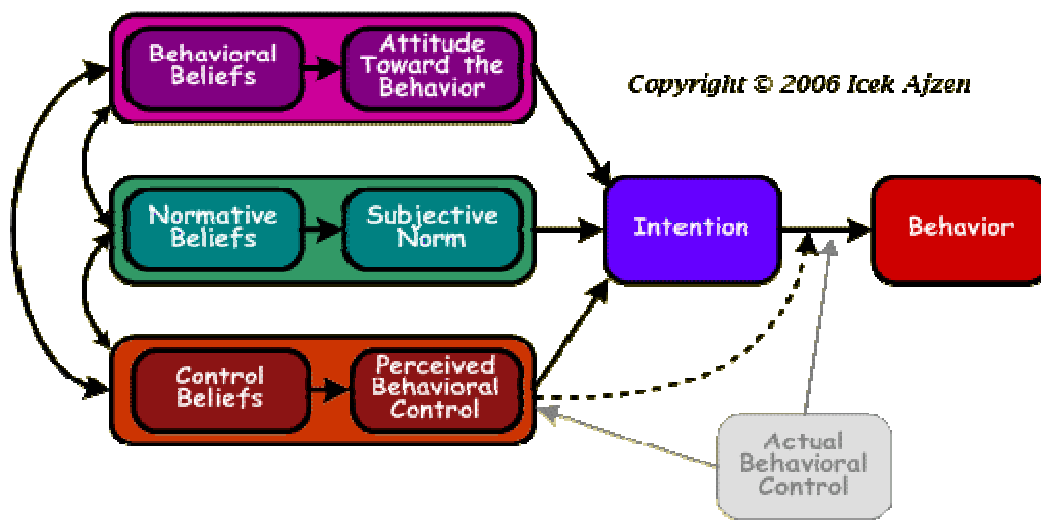 Behavioral
Beliefs
Attitude
Toward the
Behavior
Copyright © 2006 Icek Ajzen
Normative
Beliefs
Subjective
Norm
Intention
Behavior
Control
Beliefs
Perceived
Behavioral
Control
Actual
Behavioral
Control